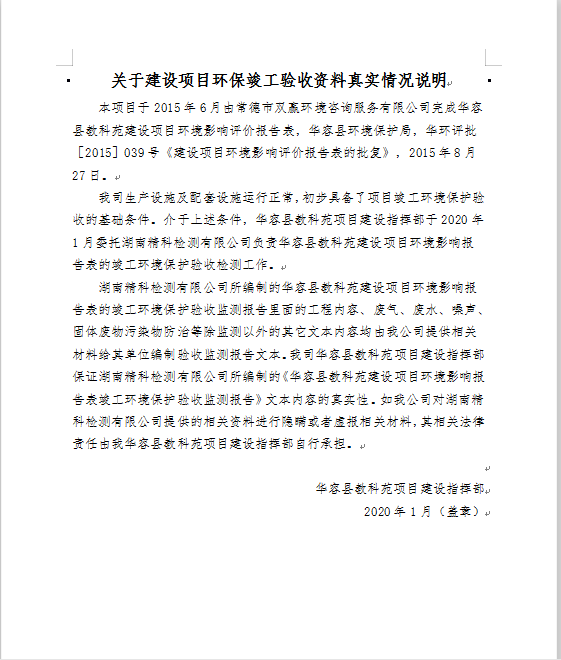 关于建设项目环保竣工验收资料真实情况说明
本项目于 2015 年 6 月由常德市双赢环境咨询服务有限公司完成华容
县教科苑建设项目环境影响评价报告表，华容县环境保护局，华环评批
［2015］039 号《建设项目环境影响评价报告表的批复》，2015 年 8 月
27 日。
我司生产设施及配套设施运行正常，初步具备了项目竣工环境保护验
收的基础条件。介于上述条件，华容县教科苑项目建设指挥部于 2020 年
1 月委托湖南精科检测有限公司负责华容县教科苑建设项目环境影响报
告表的竣工环境保护验收检测工作。
湖南精科检测有限公司所编制的华容县教科苑建设项目环境影响报
告表的竣工环境保护验收监测报告里面的工程内容、废气、废水、噪声、
固体废物污染物防治等除监测以外的其它文本内容均由我公司提供相关
材料给其单位编制验收监测报告文本。我司华容县教科苑项目建设指挥部
保证湖南精科检测有限公司所编制的《华容县教科苑建设项目环境影响报
告表竣工环境保护验收监测报告》文本内容的真实性。如我公司对湖南精
科检测有限公司提供的相关资料进行隐瞒或者虚报相关材料，其相关法律
责任由我华容县教科苑项目建设指挥部自行承担。
华容县教科苑项目建设指挥部
2020 年 1 月（盖章）